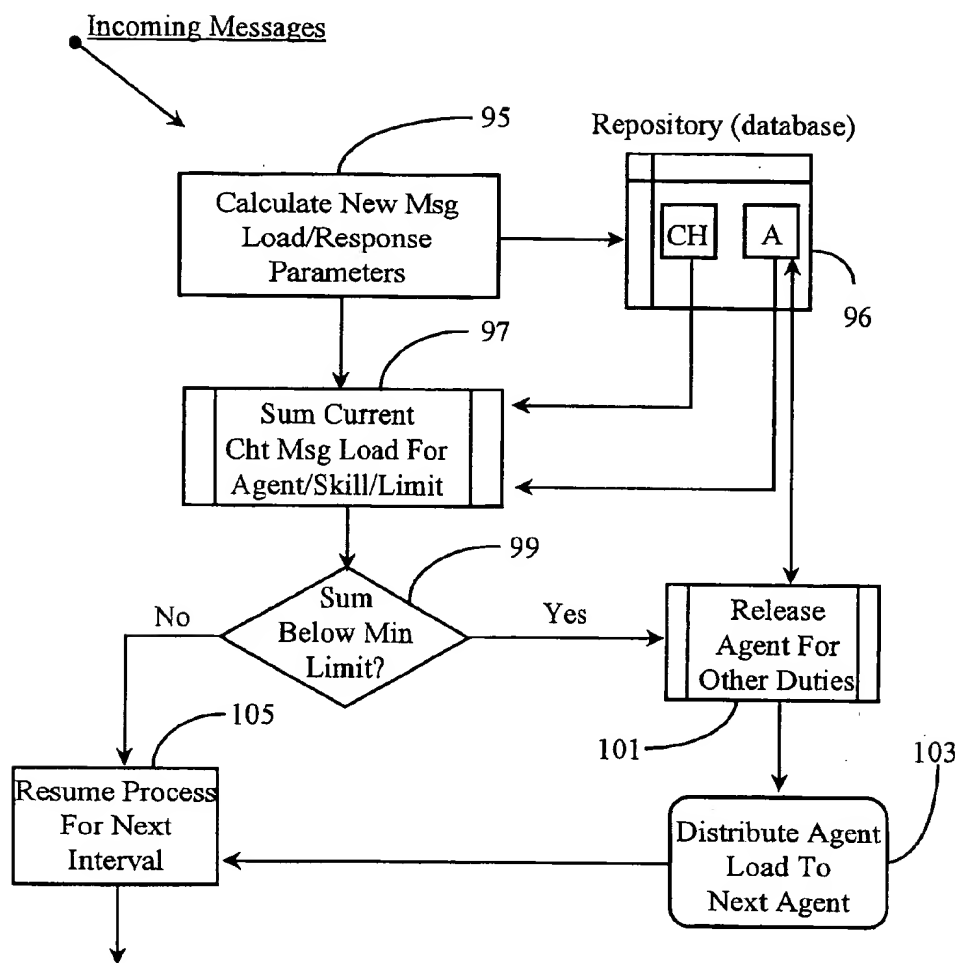 Incoming Messages
95
Repository (database)
Calculate New Msg
Load/Response
Parameters
CH
A
96
97
Sum Current
Cht Msg Load For
Agent/Skill/Limit
99
No
Sum
Below Min
Limit?
Yes
Release
Agent For
Other Duties
105
101
103
Resume Process
For Next
Interval
Distribute Agent
Load To
Next Agent